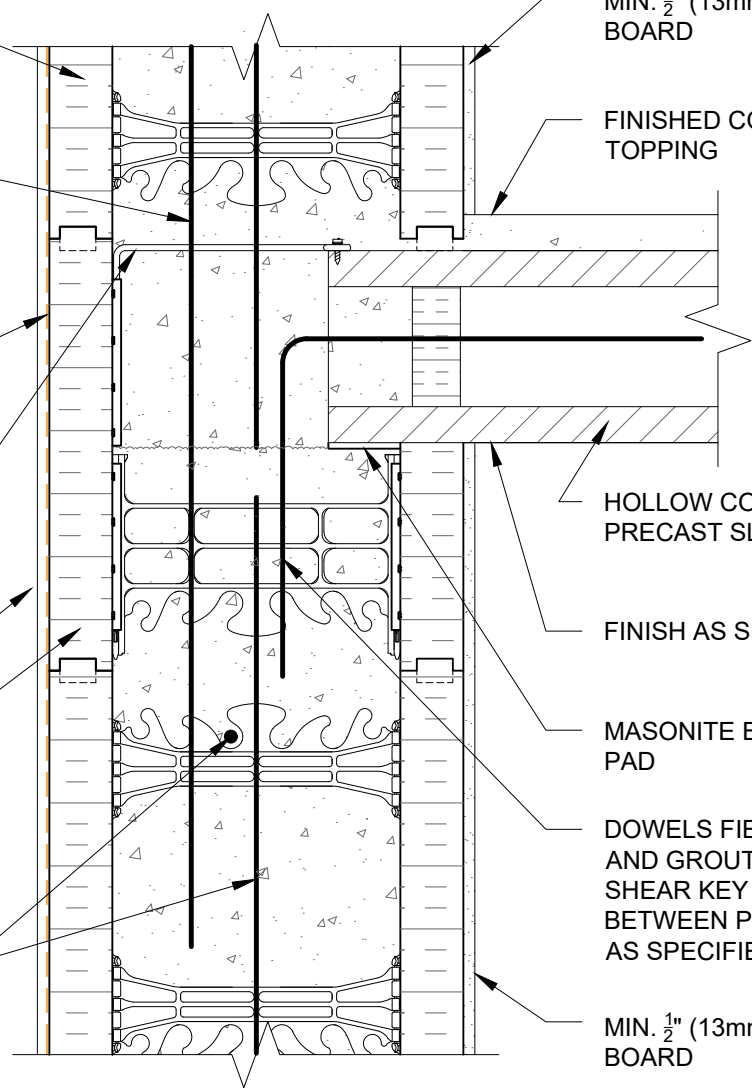 MIN. ½" (13mm
BOARD
FINISHED CO
TOPPING
HOLLOW CO
PRECAST SL
FINISH AS S
MASONITE B
PAD
DOWELS FIE
AND GROUT
SHEAR KEY
BETWEEN P
AS SPECIFIE
MIN. ½" (13mm
BOARD